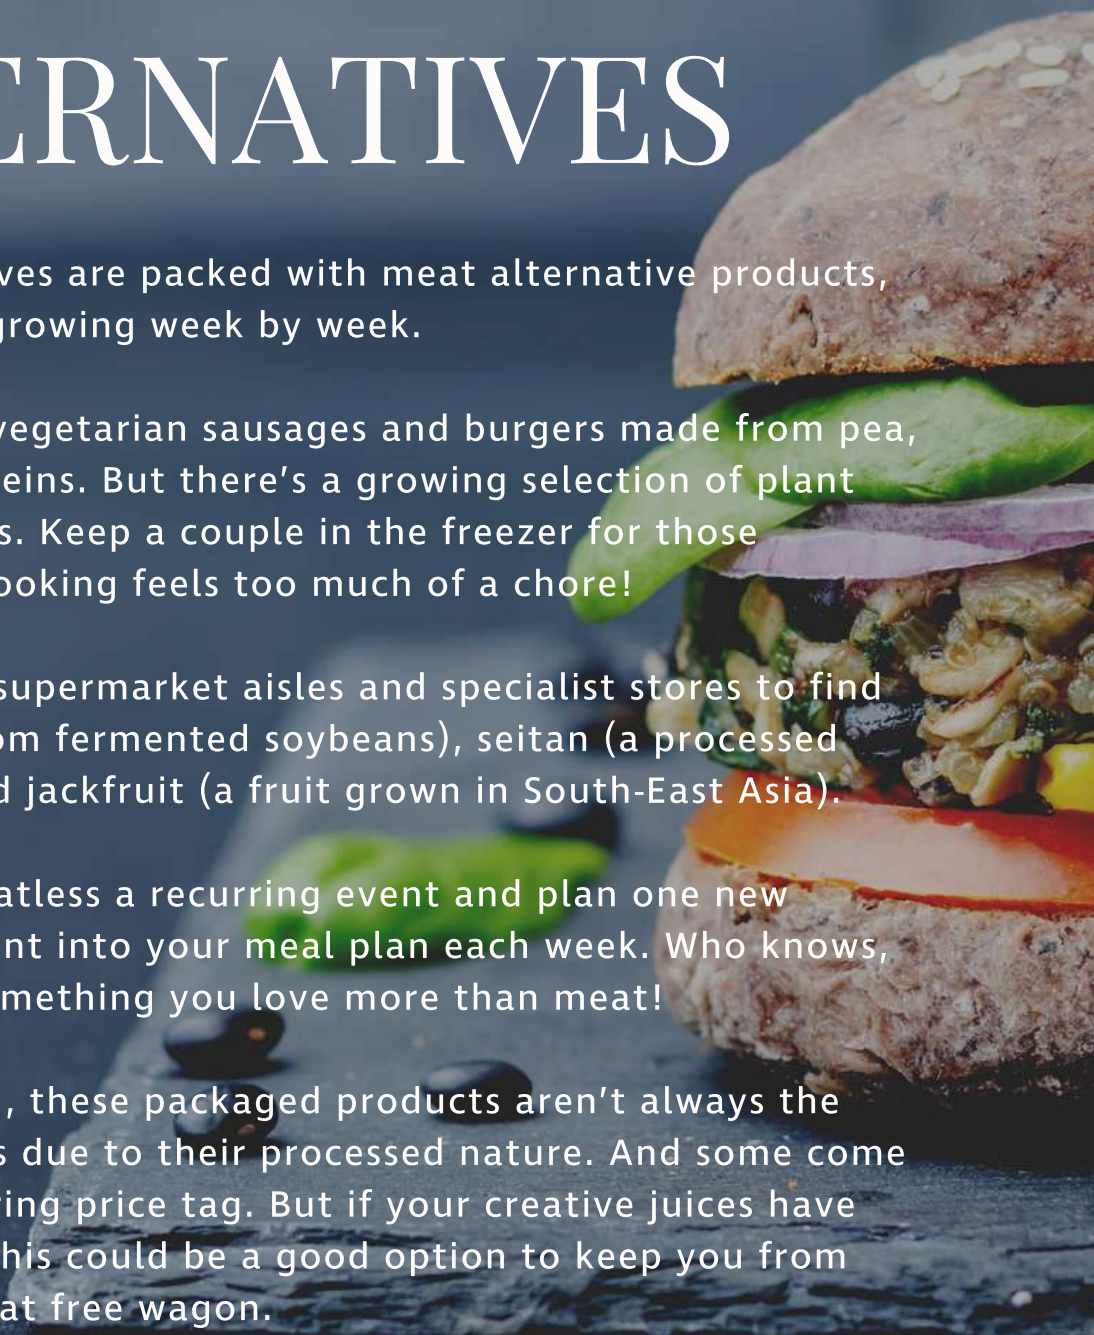 ERNATIVES
ves are packed with meat alternative products,
growing week by week.
vegetarian sausages and burgers made from pea,
eins. But there’s a growing selection of plant
s. Keep a couple in the freezer for those
ooking feels too much of a chore!
supermarket aisles and specialist stores to find
om fermented soybeans), seitan (a processed
d jackfruit (a fruit grown in South-East Asia).
atless a recurring event and plan one new
nt into your meal plan each week. Who knows,
mething you love more than meat!
, these packaged products aren’t always the
s due to their processed nature. And some come
ring price tag. But if your creative juices have
his could be a good option to keep you from
at free wagon.